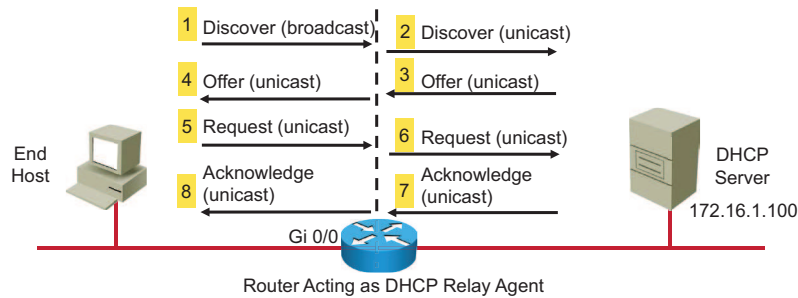 1 Discover (broadcast)
2 Discover (unicast)
3 Offer (unicast)
4 Offer (unicast)
5 Request (unicast)
6 Request (unicast)
7 Acknowledge
(unicast)
8 Acknowledge
(unicast)
End
Host
DHCP
Server
172.16.1.100
Gi 0/0
Router Acting as DHCP Relay Agent